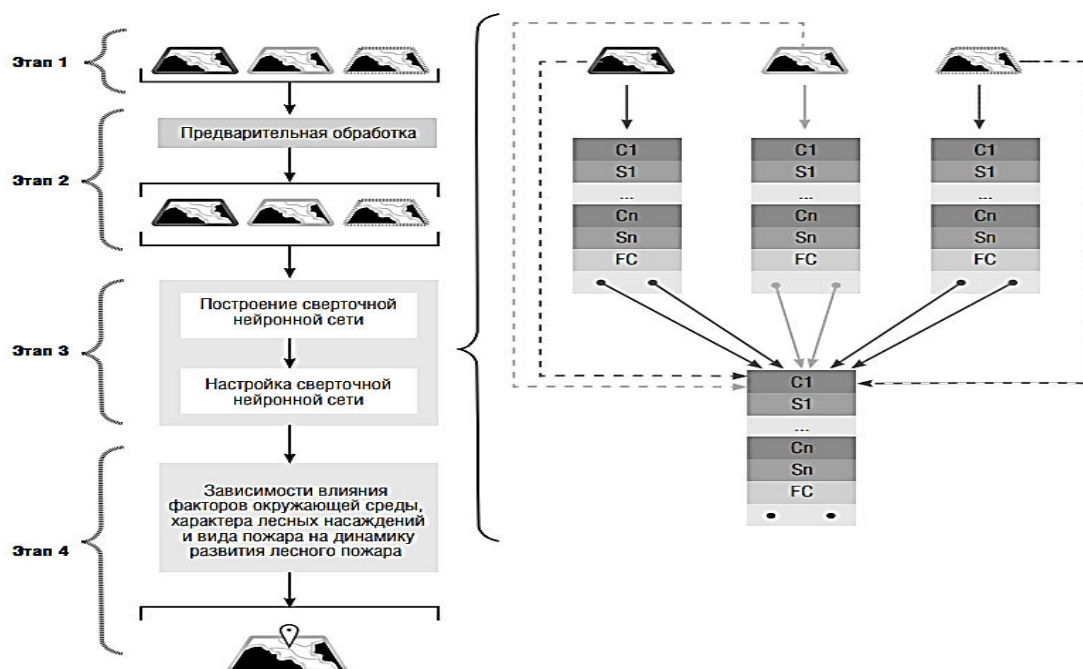 Этап 1
Этап 2
Предварительная обработка
Этап 3
Построение сверточной
нейронной сети
Настройка сверточной
нейронной сети
Этап 4
Зависимости влияния
факторов окружающей среды,
характера лесных насаждений
и вида пожара на динамику
развития лесного пожара
C1
S1
...
Cn
Sn
FC
C1
S1
...
Cn
Sn
FC
C1
S1
...
Cn
Sn
FC
C1
S1
...
Cn
Sn
FC